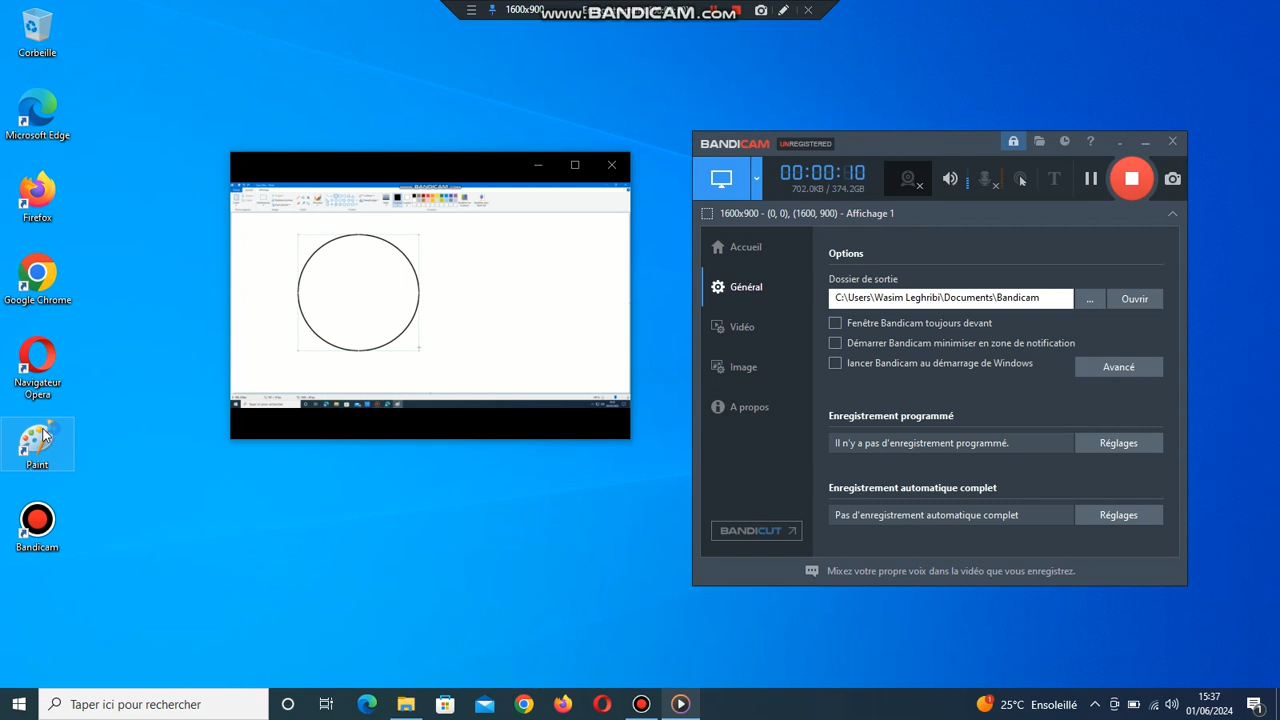 1600x900
www.BANDICAM.com
Corbeille
Microsoft Edge
Firefox
Google Chrome
Navigateur
Opera
Paint
Bandicam
BANDICAM
UNREGISTERED
00:00:10
702.0KB / 374.2GB
1600x900 - (0, 0), (1600, 900) - Affichage 1
Accueil
Général
Vidéo
Image
A propos
BANDICUT
Options
Dossier de sortie
C:\Users\Wasim Leghribi\Documents\Bandicam
...
Ouvrir
Fenêtre Bandicam toujours devant
Démarrer Bandicam minimiser en zone de notification
lancer Bandicam au démarrage de Windows
Avancé
Enregistrement programmé
Il n'y a pas d'enregistrement programmé.
Réglages
Enregistrement automatique complet
Pas d'enregistrement automatique complet
Réglages
Mixez votre propre voix dans la vidéo que vous enregistrez.
Taper ici pour rechercher
25°C Ensoleillé
15:37
01/06/2024